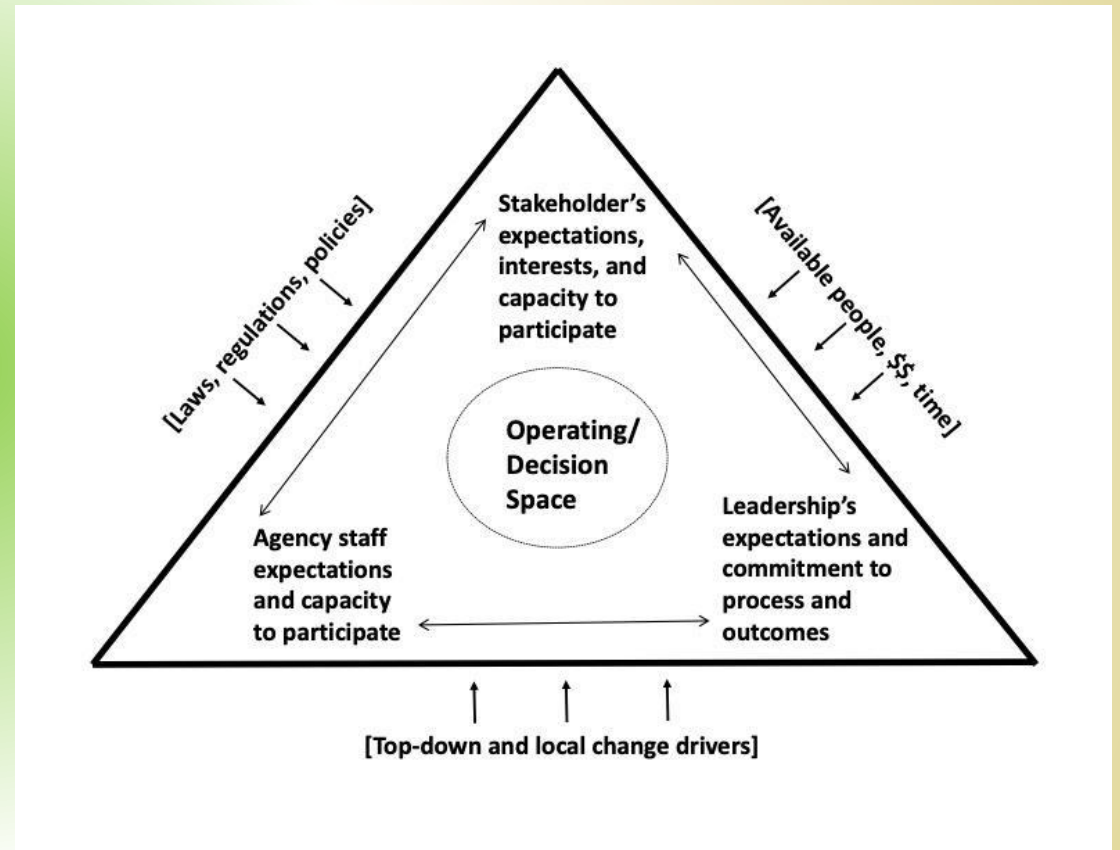 [Laws, regulations, policies]
[Available people, $$, time]
Stakeholder’s
expectations,
interests, and
capacity to
participate
Operating/
Decision
Space
Agency staff
expectations
and capacity
to participate
Leadership’s
expectations and
commitment to
process and
outcomes
[Top-down and local change drivers]